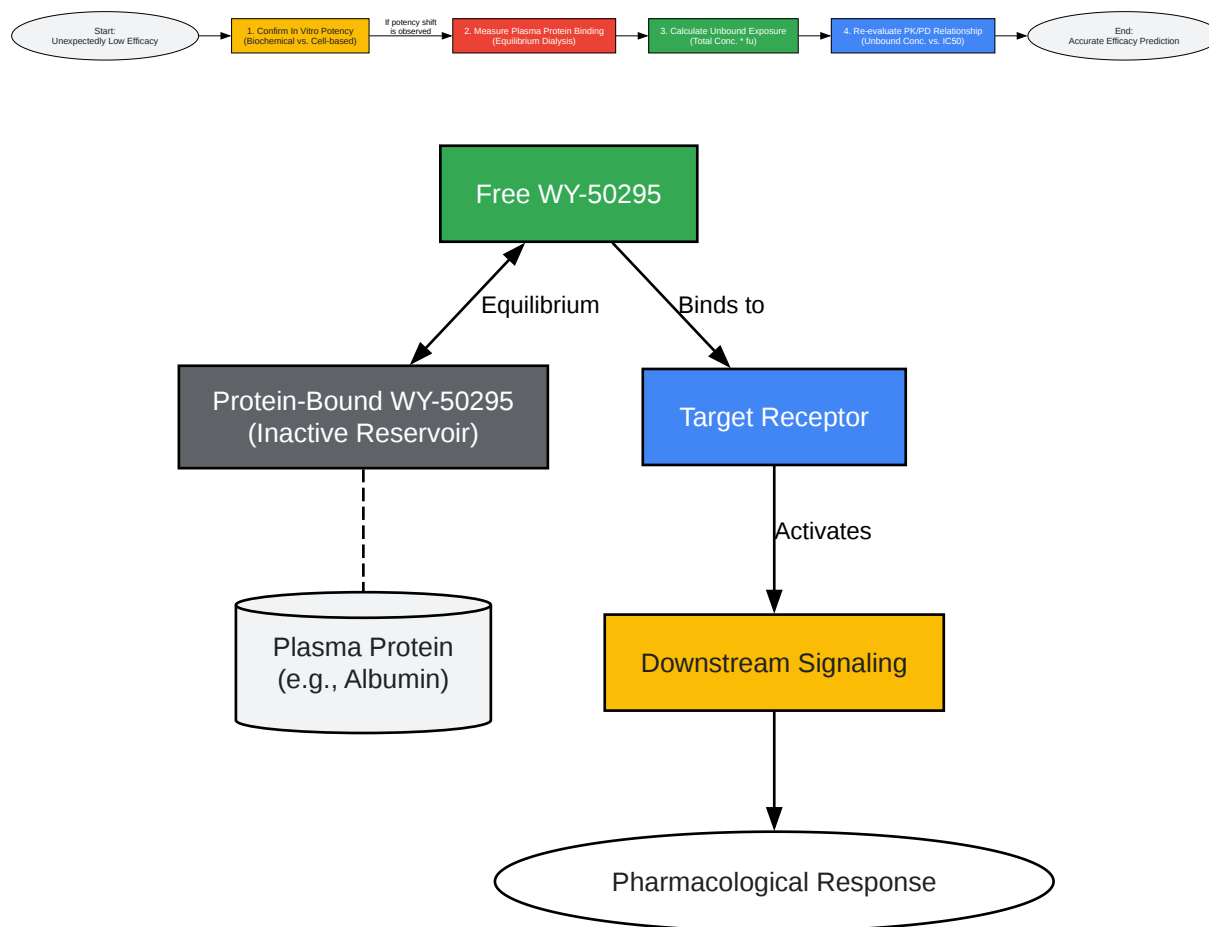 Start:
Unexpectedly Low Efficacy
1. Confirm In Vitro Potency
(Biochemical vs. Cell-based)
If potency shift
is observed
2. Measure Plasma Protein Binding
(Equilibrium Dialysis)
3. Calculate Unbound Exposure
(Total Conc. * fu)
4. Re-evaluate PK/PD Relationship
(Unbound Conc. vs. IC50)
End:
Accurate Efficacy Prediction
Free WY-50295
Equilibrium
Binds to
Protein-Bound WY-50295
(Inactive Reservoir)
Target Receptor
Activates
Plasma Protein
(e.g., Albumin)
Downstream Signaling
Pharmacological Response